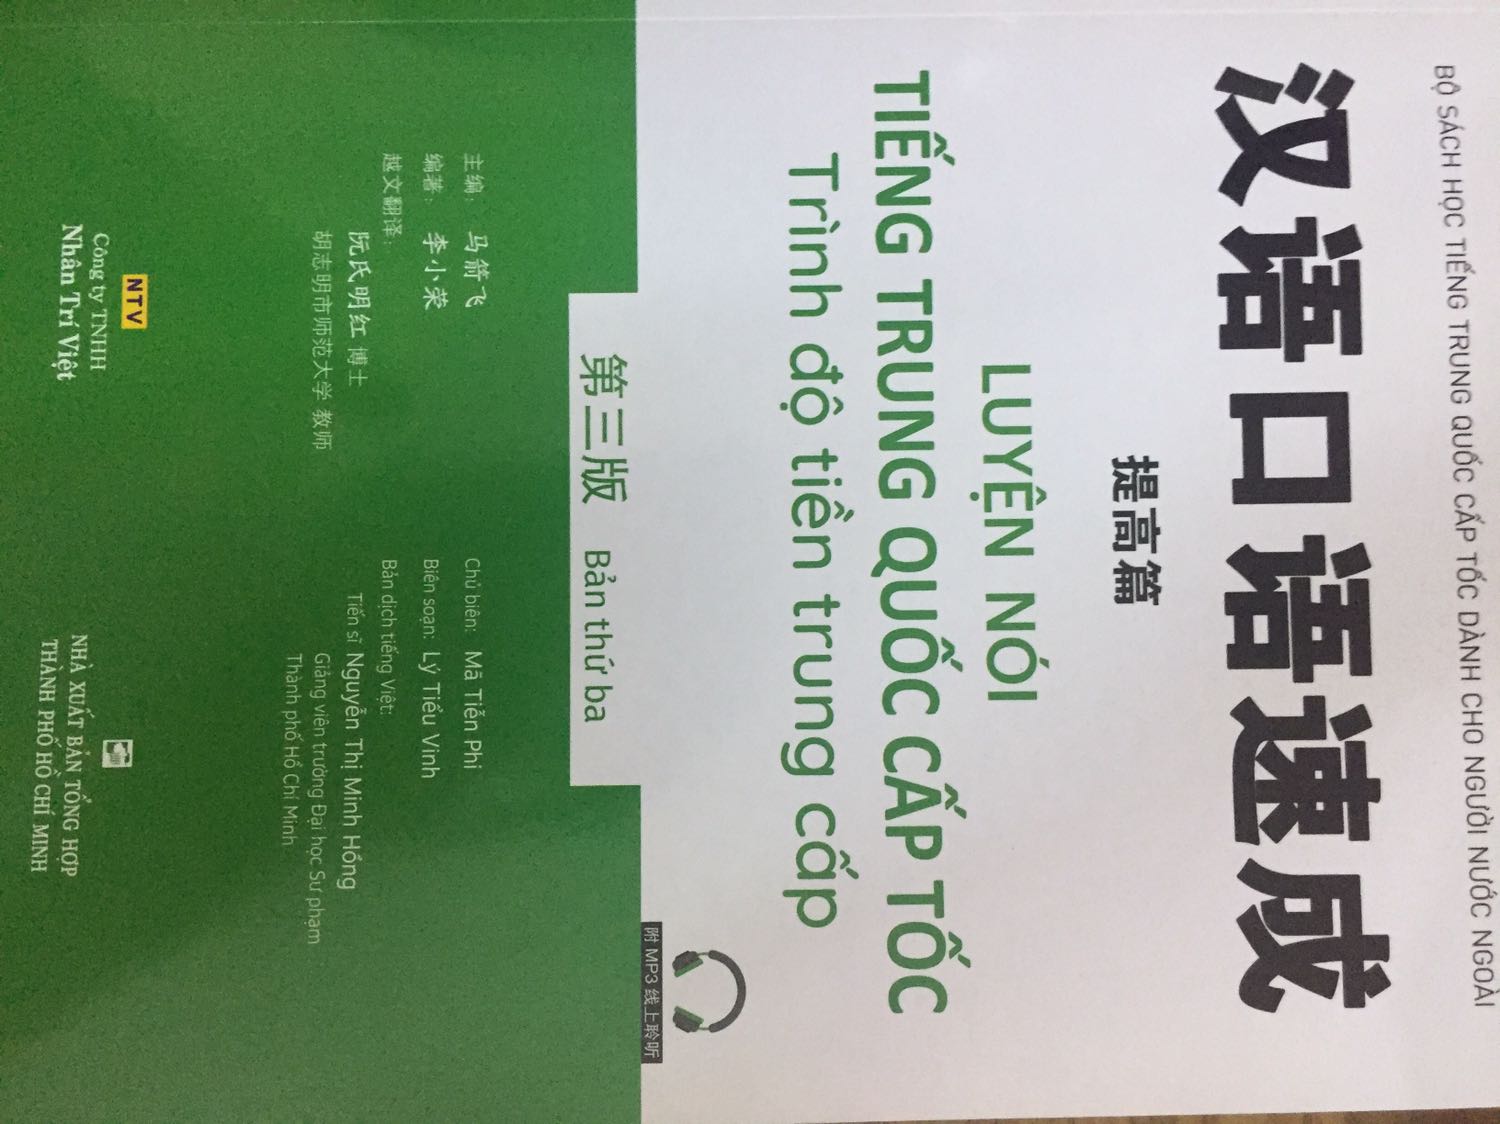 BỘ SÁCH HỌC TIẾNG TRUNG QUỐC CẤP TỐC DÀNH CHO NGƯỜI NƯỚC NGOÀI
汉语口语速成
提高篇
LUYỆN NÓI
TIẾNG TRUNG QUỐC CẤP TỐC
Trình độ tiền trung cấp
附 MP3 线上聆听
第三版 Bản thứ ba
主编: 马箭飞
编著: 李小荣
越文翻译:
阮氏明红 博士
胡志明市师范大学 教师
Chủ biên: Mã Tiễn Phi
Biên soạn: Lý Tiểu Vinh
Bản dịch tiếng Việt:
Tiến sĩ Nguyễn Thị Minh Hồng
Giảng viên trường Đại học Sư phạm
Thành phố Hồ Chí Minh
NTV
Công ty TNHH
Nhân Trí Việt
NHÀ XUẤT BẢN TỔNG HỢP
THÀNH PHỐ HỒ CHÍ MINH